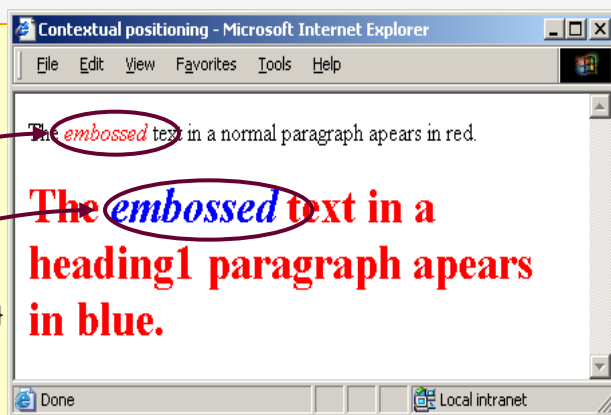 Contextual positioning - Microsoft Internet Explorer
File Edit View Favorites Tools Help
The embossed text in a normal paragraph apears in red.
The embossed text in a
heading1 paragraph apears
in blue.
}
Done Local intranet